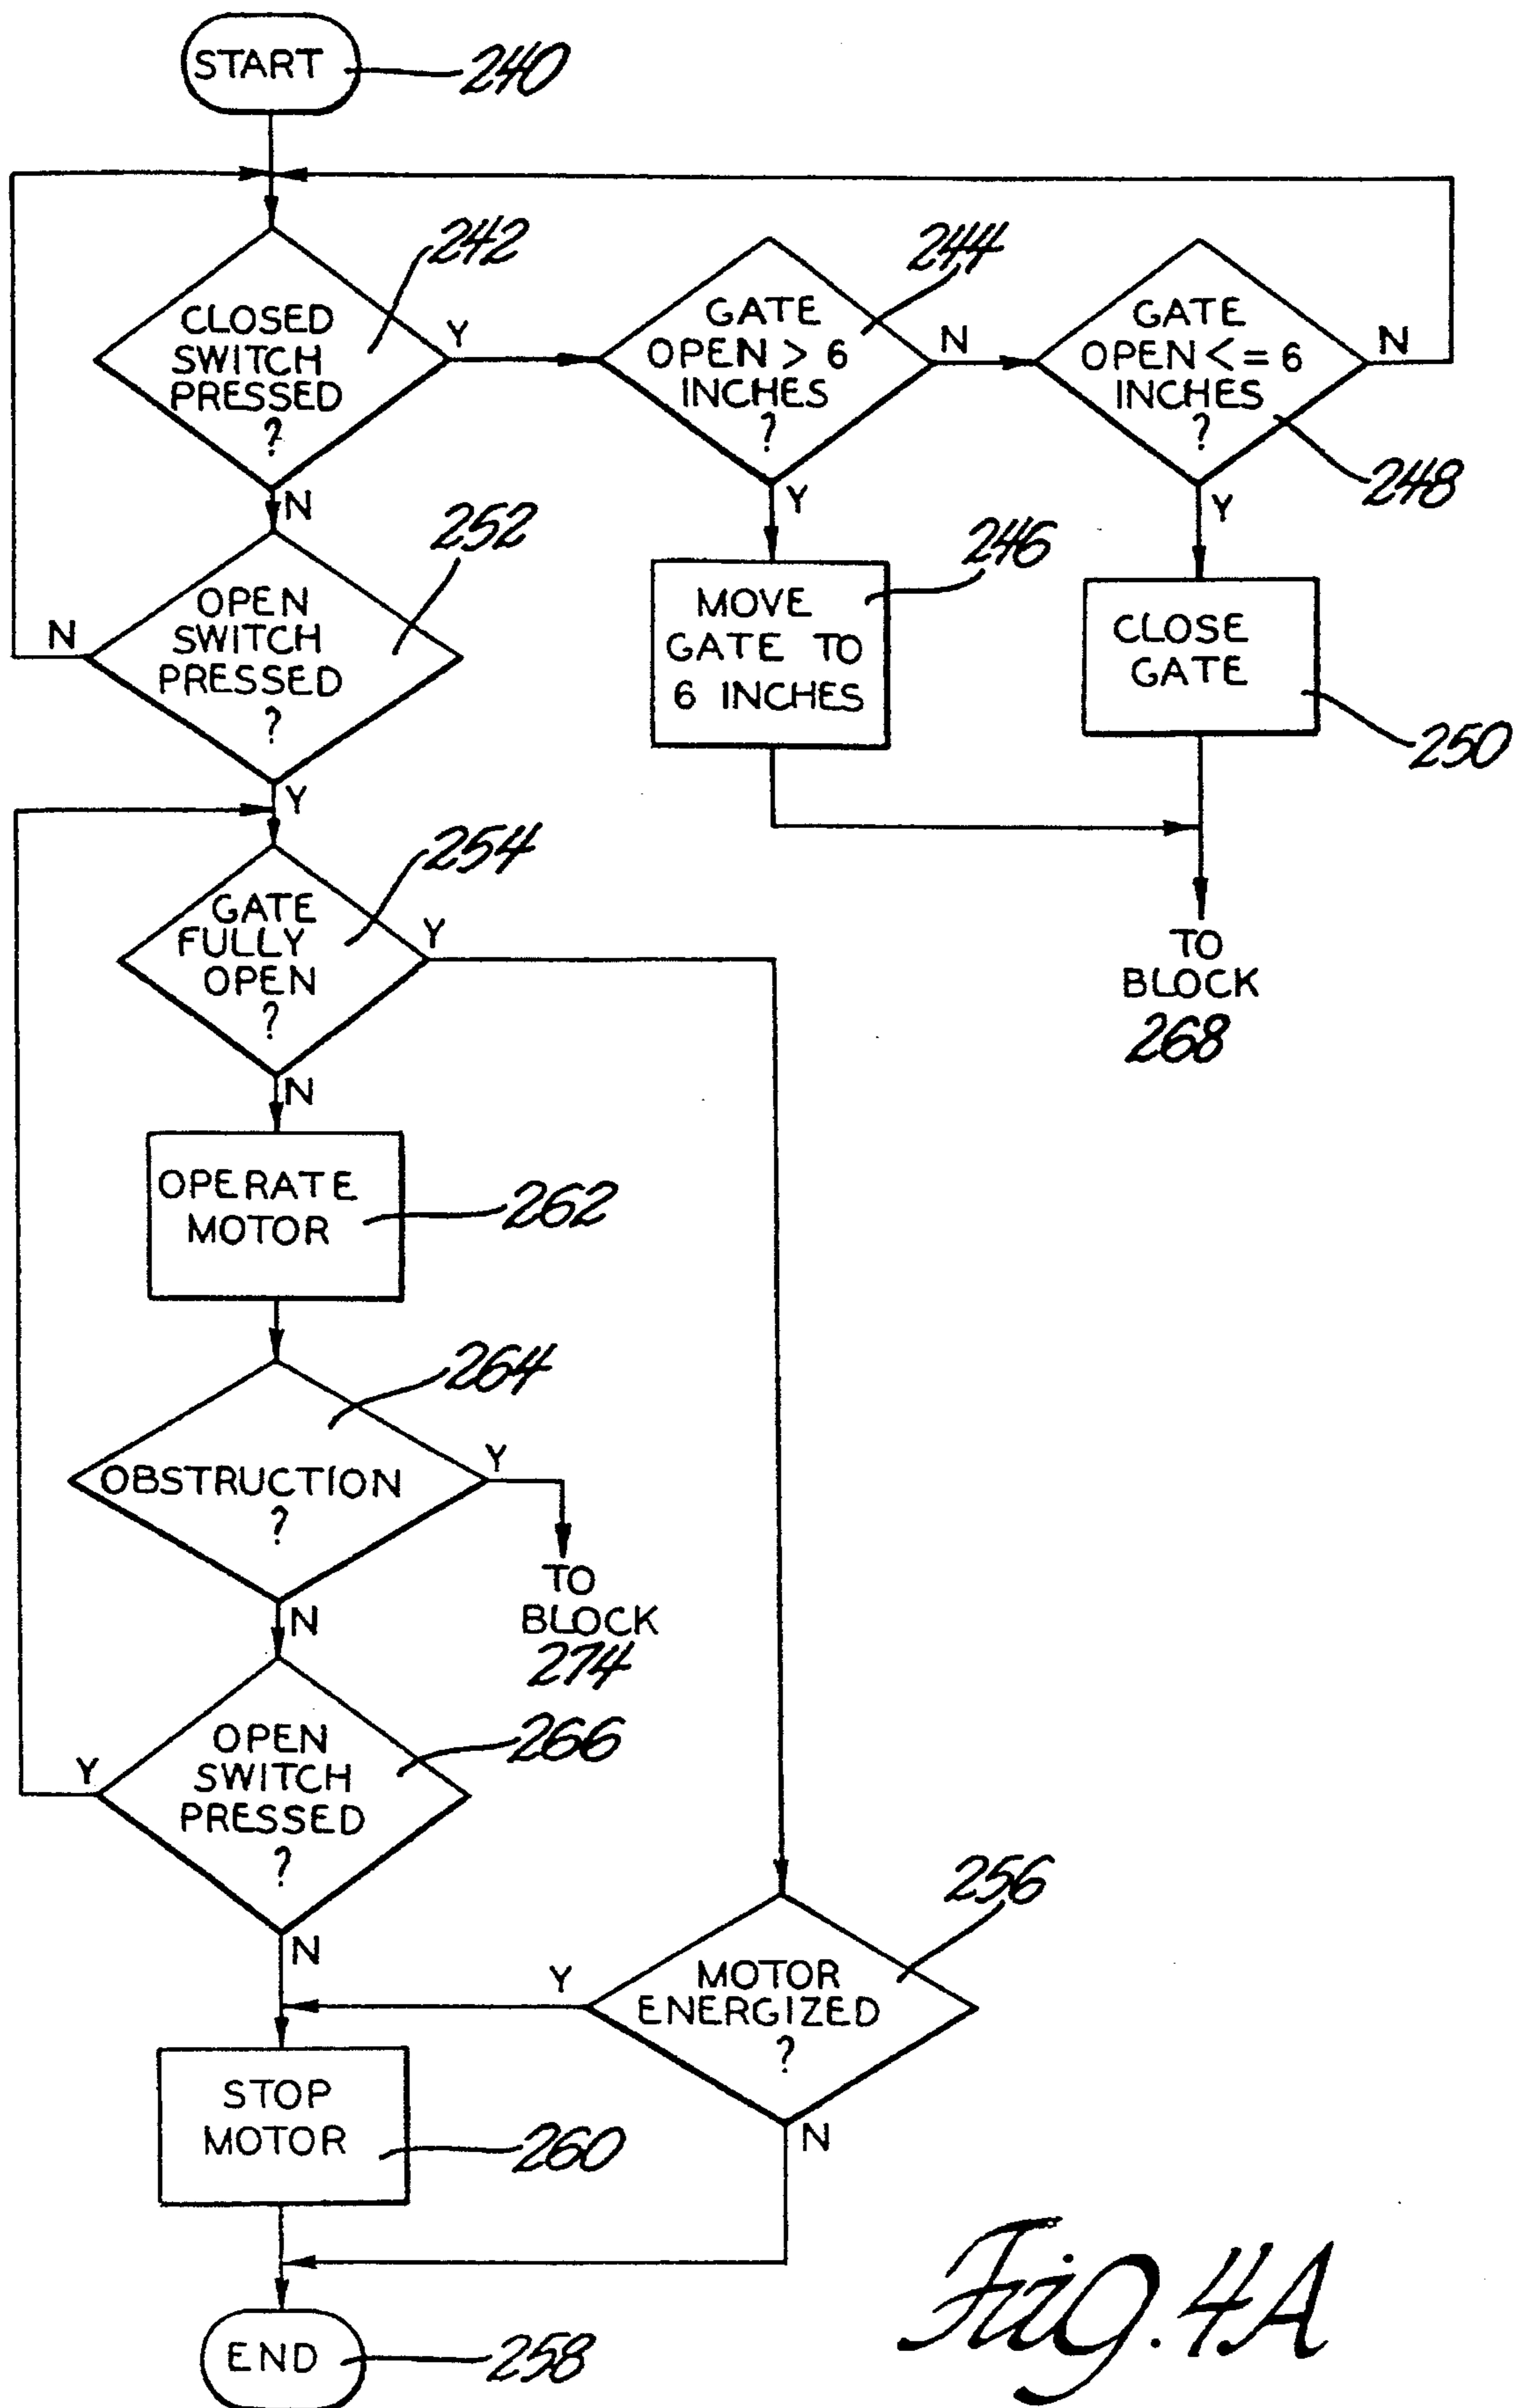 START
240
CLOSED
SWITCH
PRESSED
?
242
Y
N
GATE
OPEN > 6
INCHES
?
244
N
Y
GATE
OPEN <= 6
INCHES
?
248
N
Y
OPEN
SWITCH
PRESSED
?
252
N
Y
MOVE
GATE TO
6 INCHES
246
CLOSE
GATE
250
TO
BLOCK
268
GATE
FULLY
OPEN
?
254
Y
N
OPERATE
MOTOR
262
OBSTRUCTION
?
264
Y
N
TO
BLOCK
274
OPEN
SWITCH
PRESSED
?
266
Y
N
MOTOR
ENERGIZED
?
256
Y
N
STOP
MOTOR
260
END
258
Fig. 4A